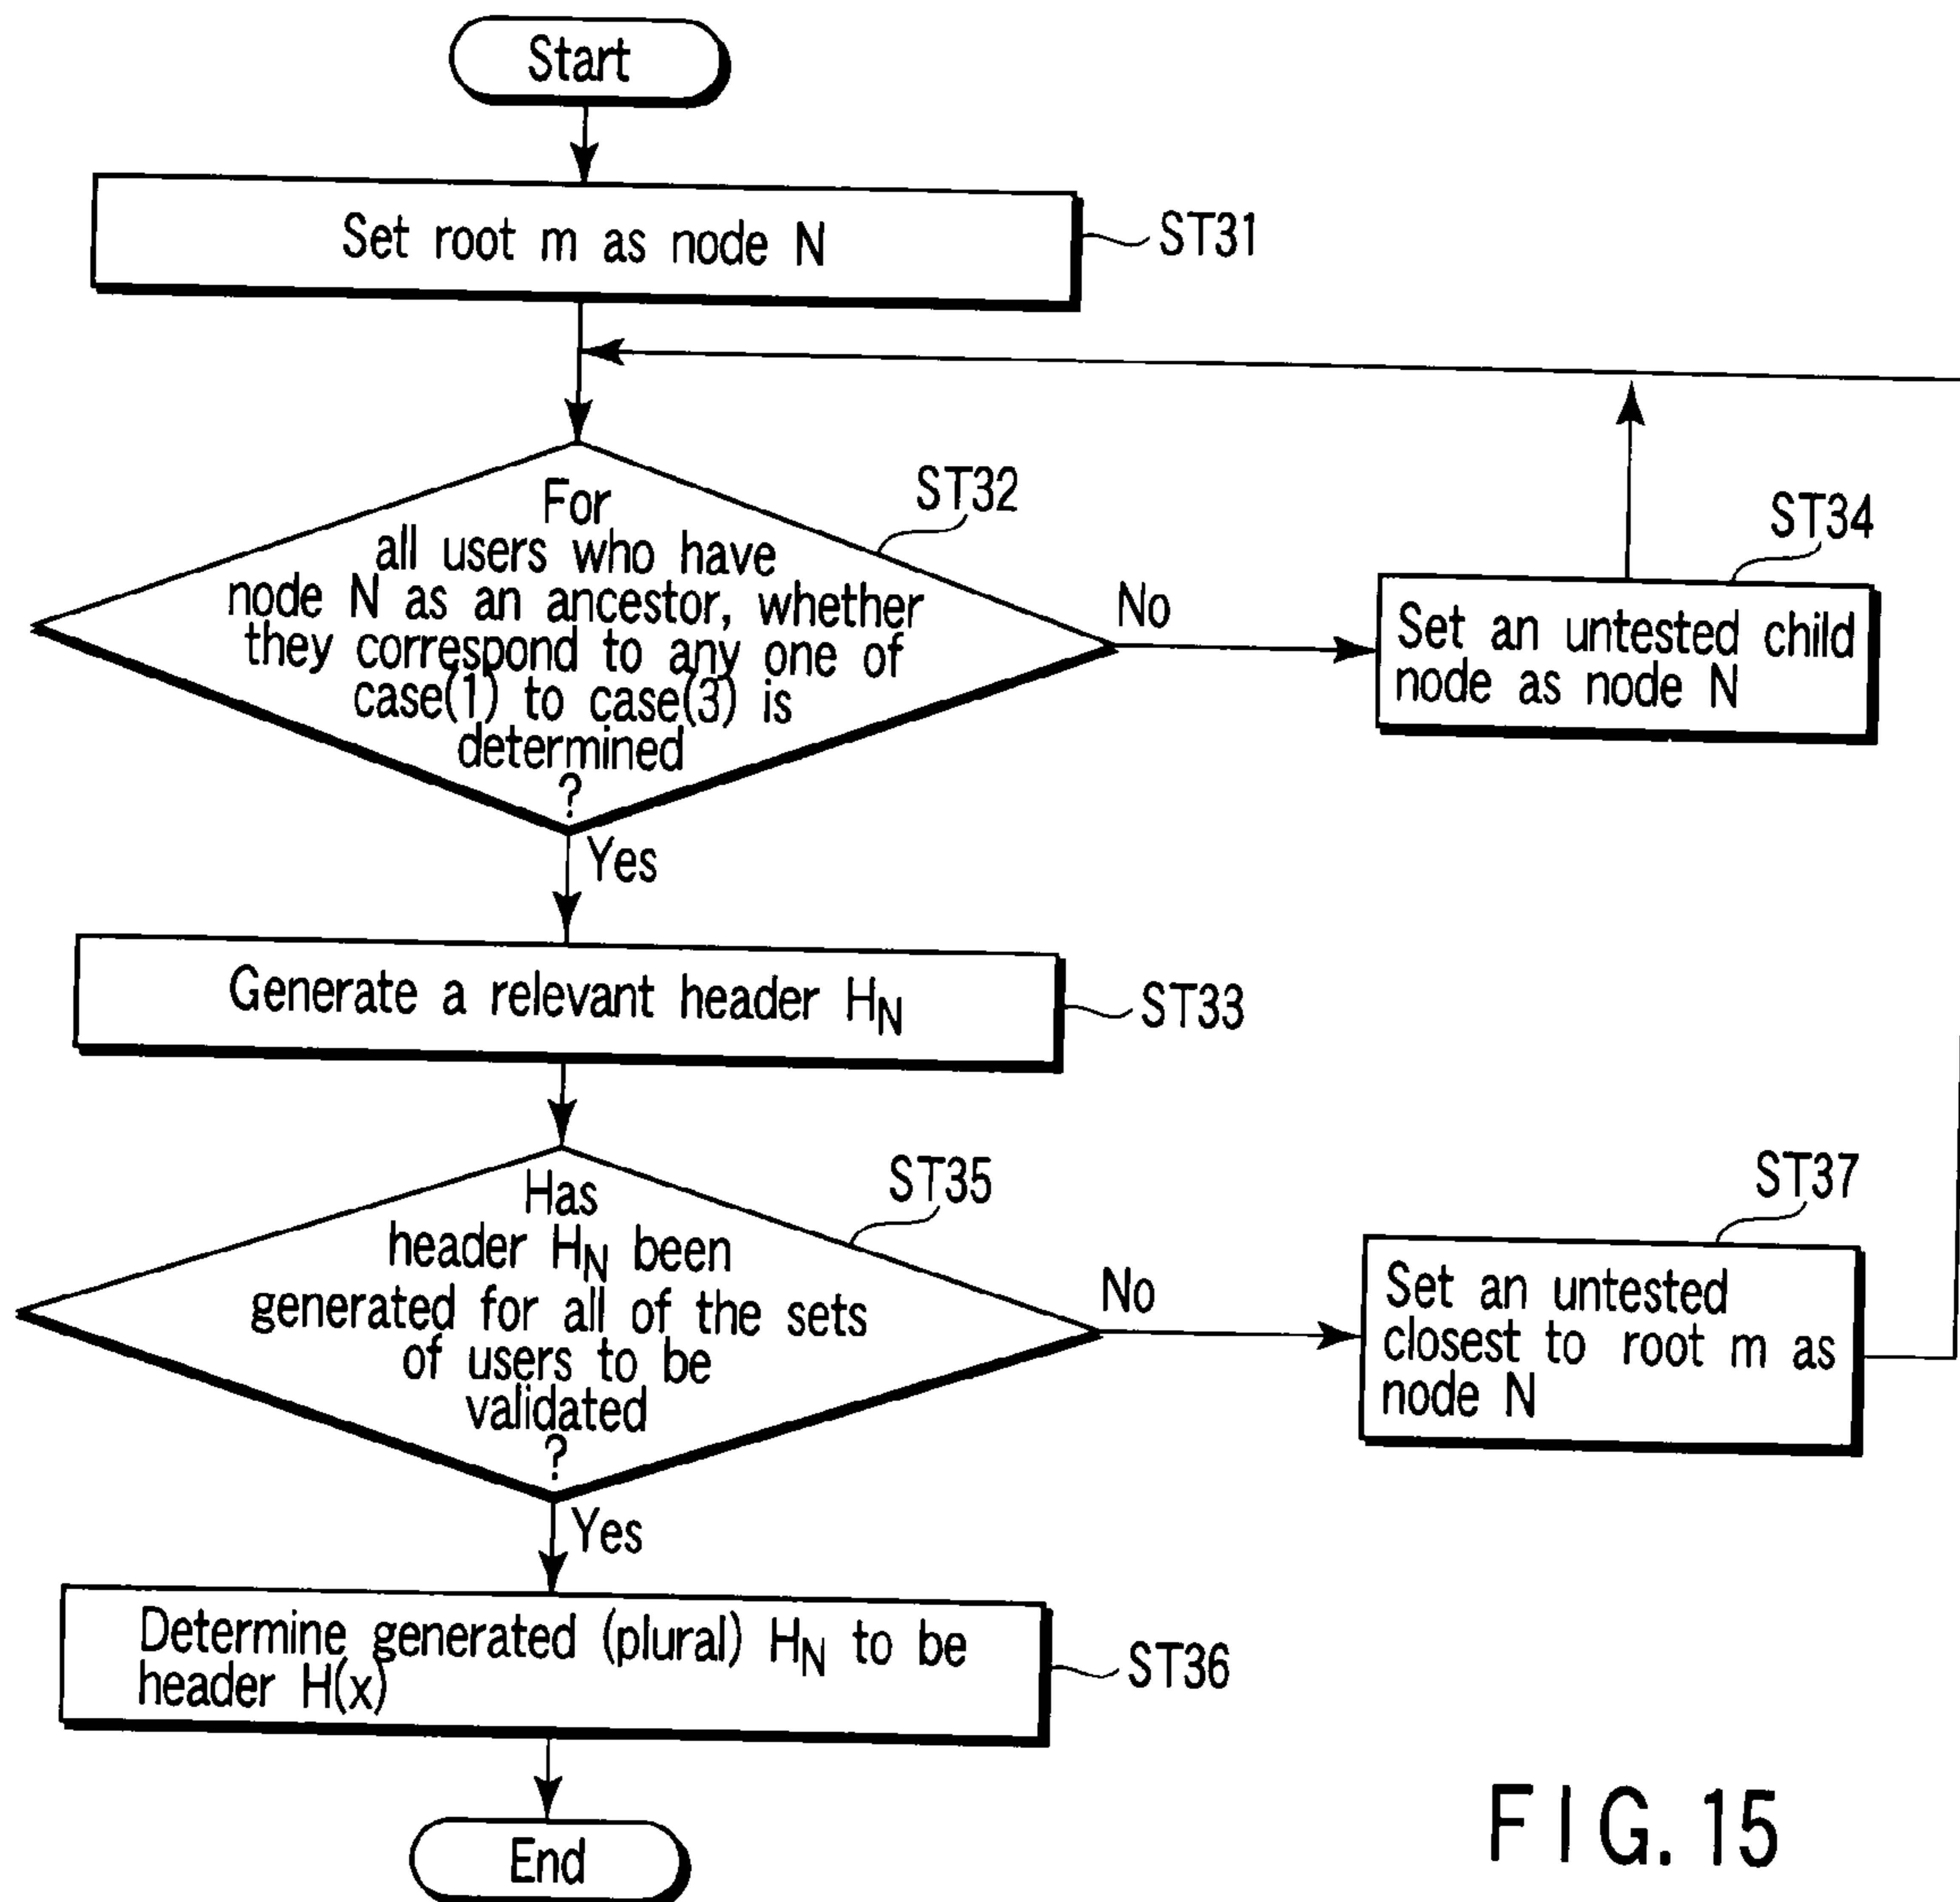 Start
Set root m as node N
ST31
For
all users who have
node N as an ancestor, whether
they correspond to any one of
case(1) to case(3) is
determined
?
ST32
No
ST34
Set an untested child
node as node N
Yes
Generate a relevant header HN
ST33
Has
header HN been
generated for all of the sets
of users to be
validated
?
ST35
No
ST37
Set an untested
closest to root m as
node N
Yes
Determine generated (plural) HN to be
header H(x)
ST36
End
FIG. 15